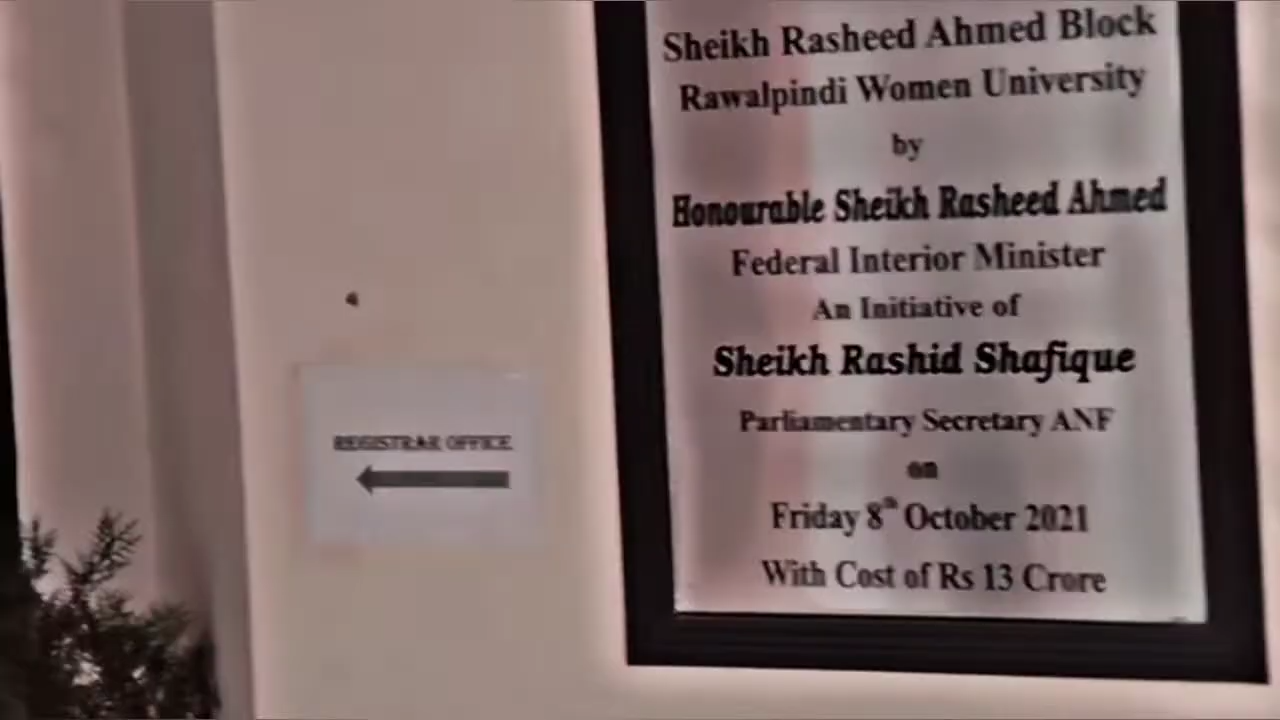 Sheikh Rasheed Ahmed Block
Rawalpindi Women University
by
Honourable Sheikh Rasheed Ahmed
Federal Interior Minister
An Initiative of
Sheikh Rashid Shafique
Parliamentary Secretary ANF
on
Friday 8th October 2021
With Cost of Rs 13 Crore
REGISTRAR OFFICE